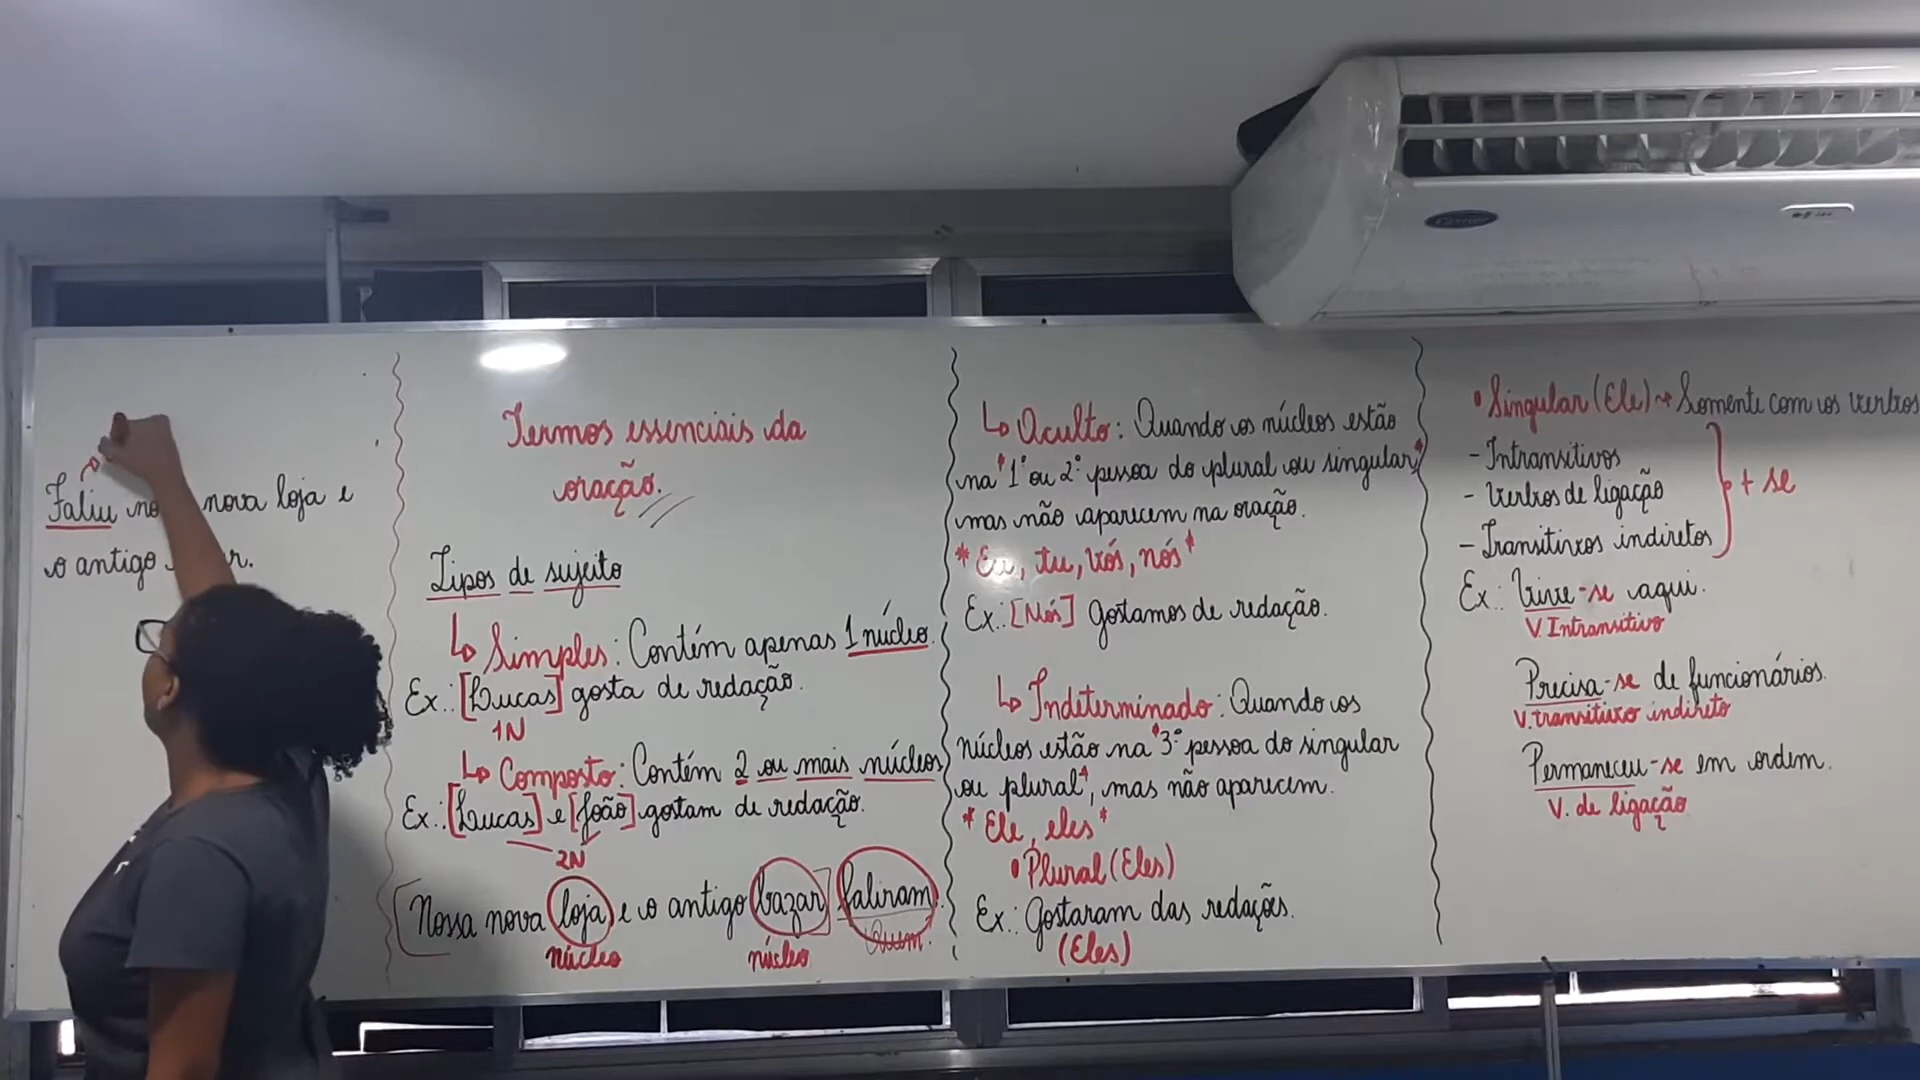 Faliu nova loja e
o antigo
Termos essenciais da
oração.
Tipos de sujeito
Simples: Contém apenas 1 núcleo.
Ex.: [Lucas] gosta de redação.
1N
Composto: Contém 2 ou mais núcleos
Ex.: [Lucas] e [João] gostam de redação.
2N
Nossa nova loja e o antigo bazar faliram.
Quem?
núcleo núcleo
Oculto: Quando os núcleos estão
na *1º ou 2º pessoa do plural ou singular*
mas não aparecem na oração.
* Eu, tu, vós, nós *
Ex.: [Nós] gostamos de redação.
Indeterminado: Quando os
núcleos estão na *3º pessoa do singular
ou plural*, mas não aparecem.
* Ele, eles *
• Plural (Eles)
Ex.: Gostaram das redações.
(Eles)
• Singular (Ele) → Somente com os verbos
- Intransitivos
- Verbos de ligação
- Transitivos indiretos
+ se
Ex.: Vive-se aqui.
V. Intransitivo
Precisa-se de funcionários.
V. transitivo indireto
Permaneceu-se em ordem.
V. de ligação
Carrier